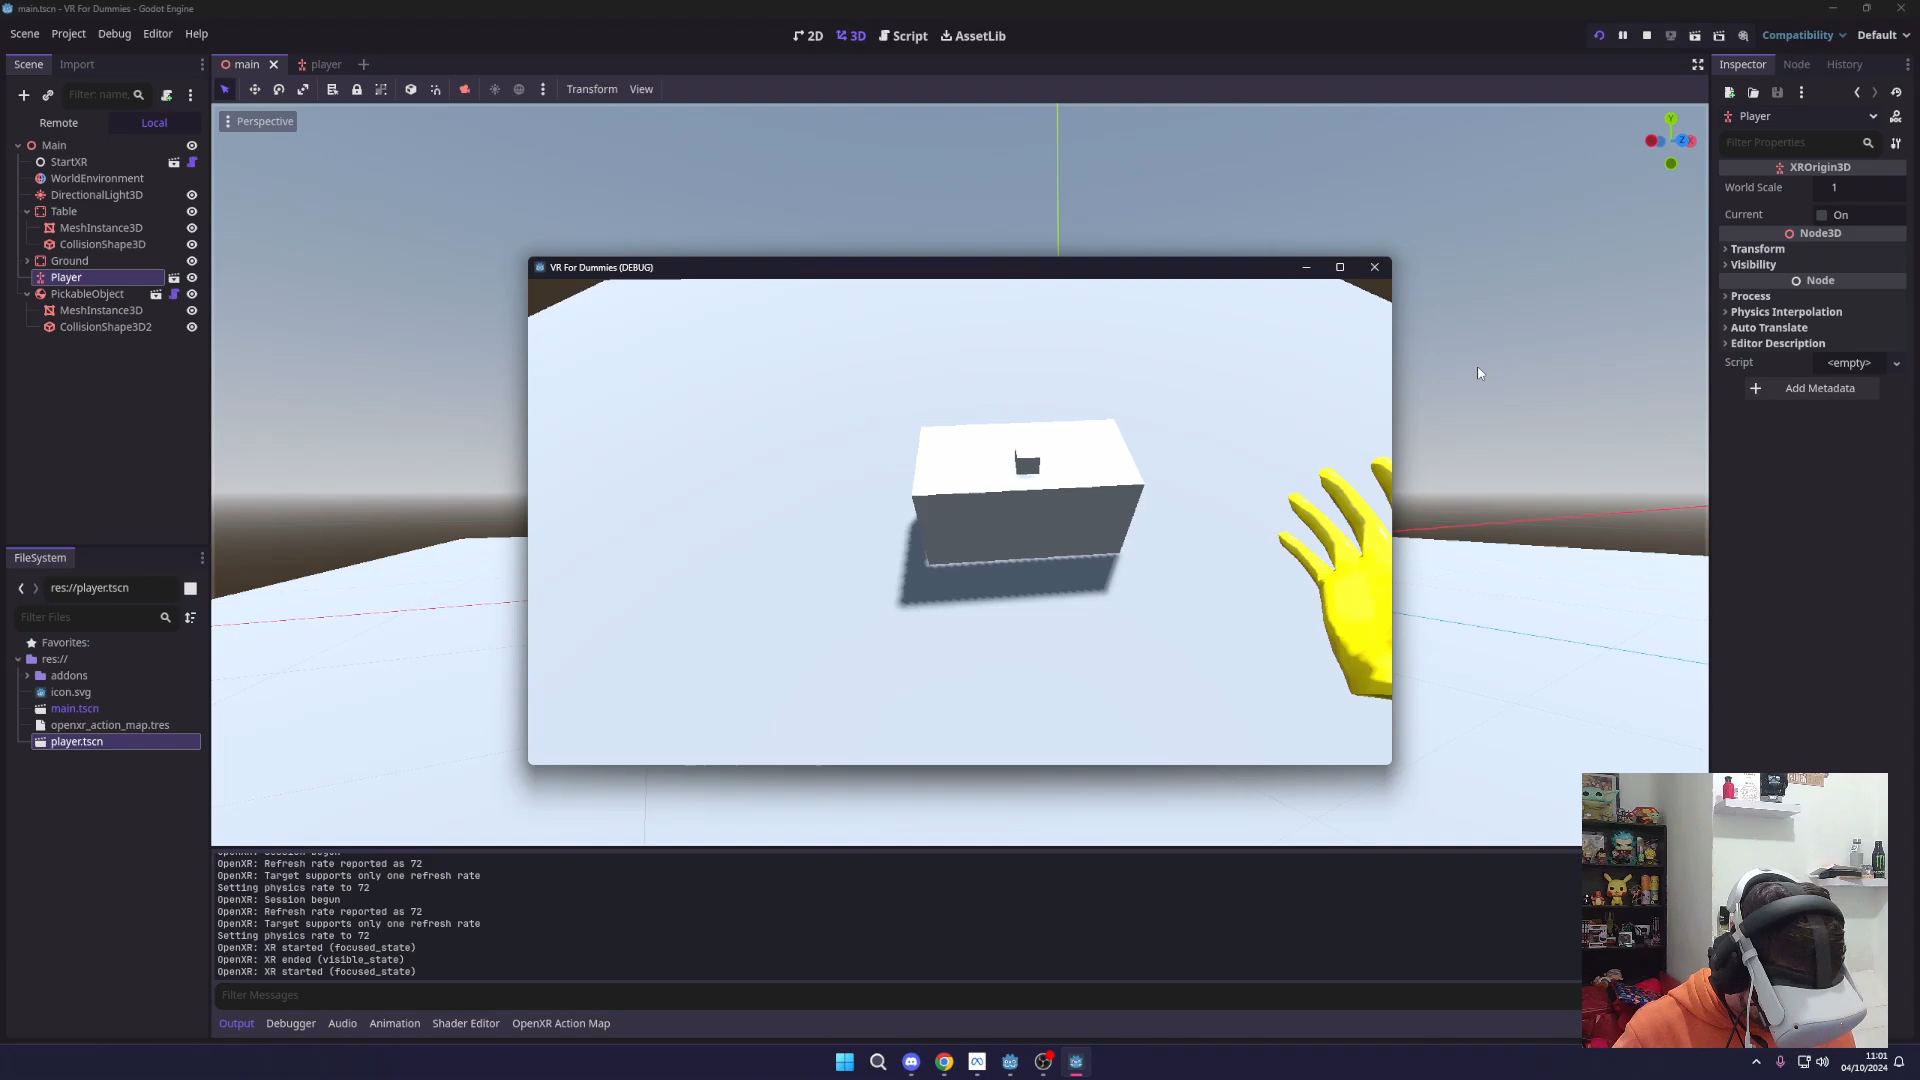 main.tscn - VR For Dummies - Godot Engine
Scene Project Debug Editor Help
2D 3D Script AssetLib
Compatibility Default
Scene Import
main player
Inspector Node History
Filter: name,
Transform View
Remote Local
Perspective
Y
Z
X
Player
Filter Properties
Main
StartXR
WorldEnvironment
DirectionalLight3D
Table
MeshInstance3D
CollisionShape3D
Ground
Player
PickableObject
MeshInstance3D
CollisionShape3D2
XROrigin3D
World Scale 1
Current On
Node3D
Transform
Visibility
Node
Process
Physics Interpolation
Auto Translate
Editor Description
Script <empty>
Add Metadata
VR For Dummies (DEBUG)
FileSystem
res://player.tscn
Filter Files
Favorites:
res://
addons
icon.svg
main.tscn
openxr_action_map.tres
player.tscn
OpenXR: Refresh rate reported as 72
OpenXR: Target supports only one refresh rate
Setting physics rate to 72
OpenXR: Session begun
OpenXR: Refresh rate reported as 72
OpenXR: Target supports only one refresh rate
Setting physics rate to 72
OpenXR: XR started (focused_state)
OpenXR: XR ended (visible_state)
OpenXR: XR started (focused_state)
Filter Messages
Output Debugger Audio Animation Shader Editor OpenXR Action Map
11:01
04/10/2024